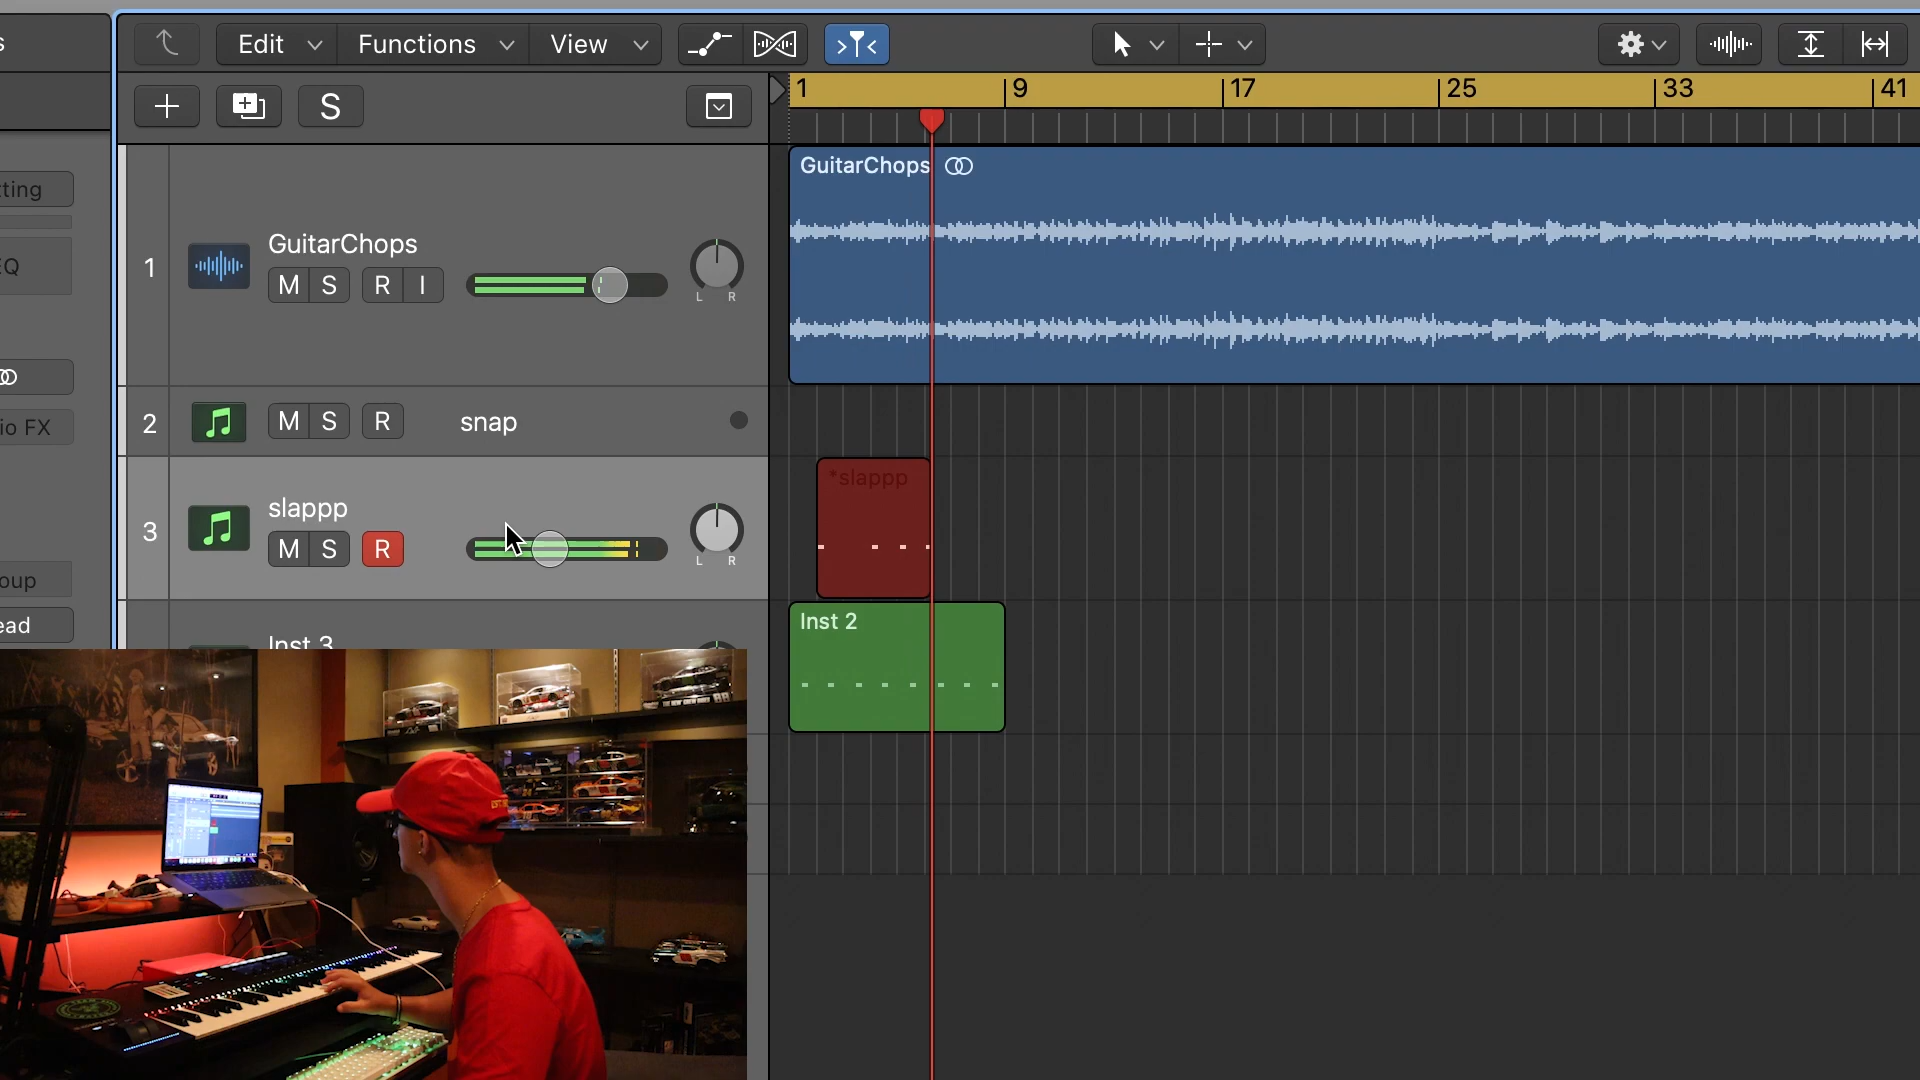 s
Edit
Functions
View
S
1
9
17
25
33
41
tting
GuitarChops
1
GuitarChops
M S R I
L R
EQ
io FX
2
M S R
snap
*slappp
3
slappp
M S R
L R
oup
ead
Inst 2
Inst 3